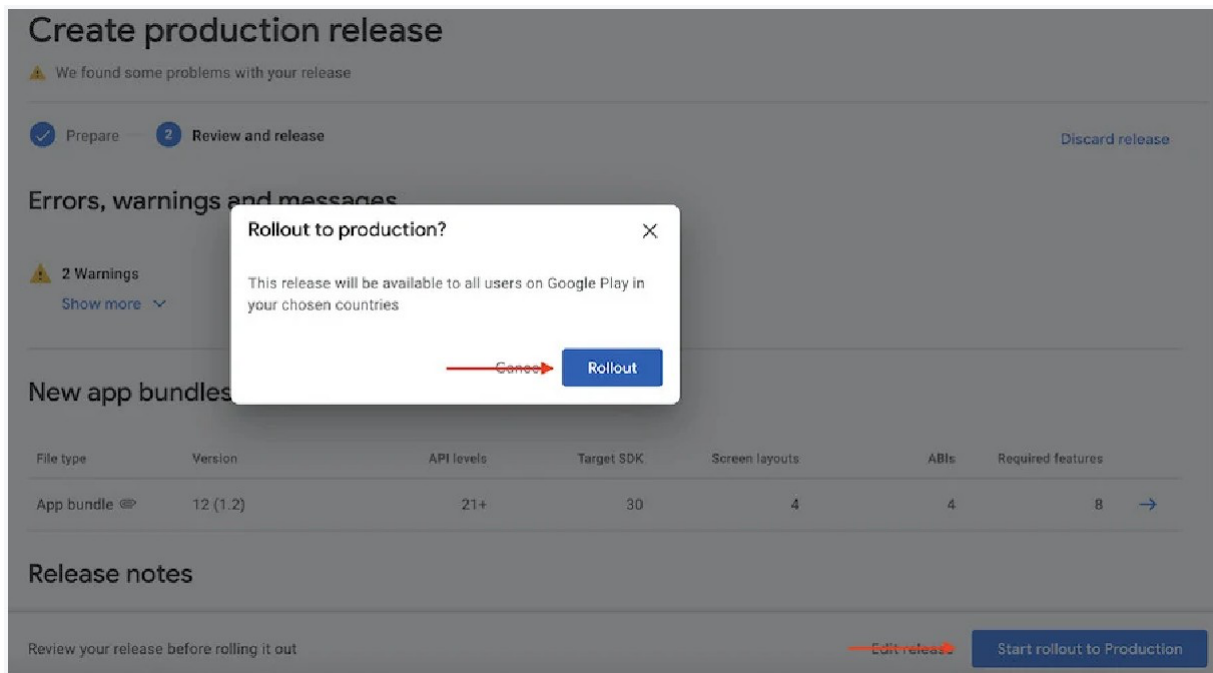 Create production release
We found some problems with your release
Prepare
2 Review and release
Discard release
Errors, warnings and messages
Rollout to production?
This release will be available to all users on Google Play in
your chosen countries
Cancel
Rollout
2 Warnings
Show more
New app bundles
File type Version API levels Target SDK Screen layouts ABIs Required features
App bundle 12 (1.2) 21+ 30 4 4 8
Release notes
Review your release before rolling it out
Edit release
Start rollout to Production